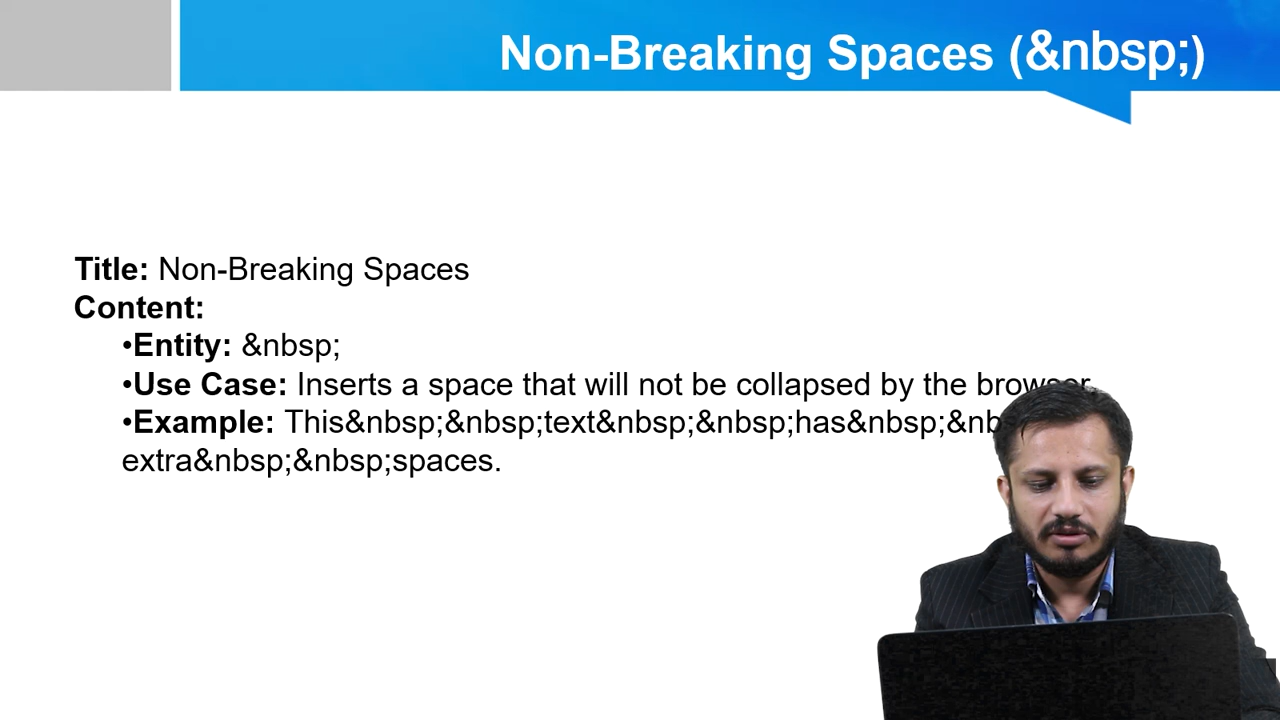 Non-Breaking Spaces (&nbsp;)
Title: Non-Breaking Spaces
Content:
•Entity: &nbsp;
•Use Case: Inserts a space that will not be collapsed by the browser.
•Example: This&nbsp;&nbsp;text&nbsp;&nbsp;has&nbsp;
extra&nbsp;&nbsp;spaces.